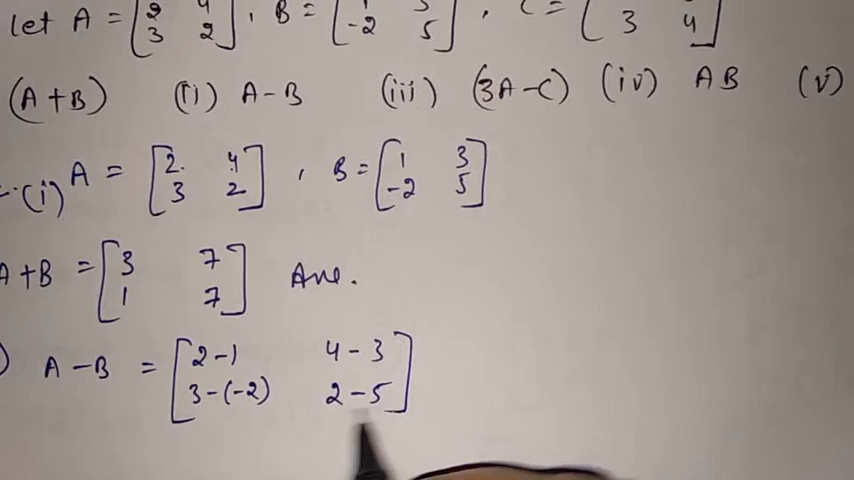 let A = [2 4 , B = [1 3 , C = [
3 2] -2 5] 3 4]
(A+B) (ii) A-B (iii) (3A-C) (iv) AB (v)
(i) A = [2 4 , B = [1 3
3 2] -2 5]
A+B = [3 7 Ans.
1 7]
) A-B = [2-1 4-3
3-(-2) 2-5]